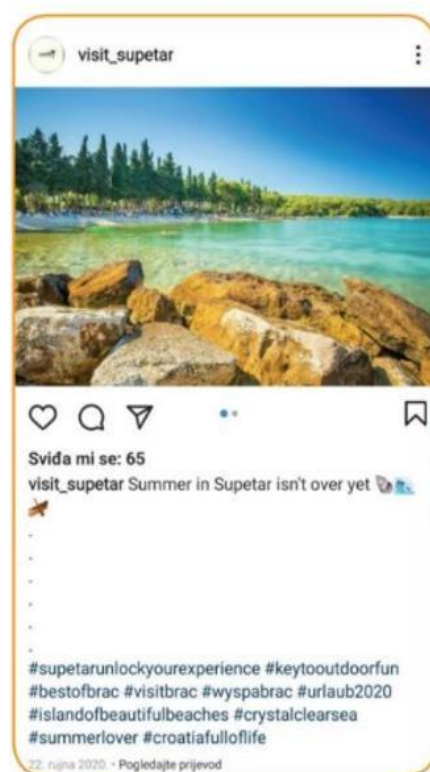 visit_supetar
Sviđa mi se: 65
visit_supetar Summer in Supetar isn't over yet
.
.
.
.
.
.
#supetarunlockyourexperience #keytooutdoorfun
#bestofbrac #visitbrac #wyspabrac #urlaub2020
#islandofbeautifulbeaches #crystalclearsea
#summerlover #croatiafulloflife
22. rujna 2020. • Pogledajte prijevod